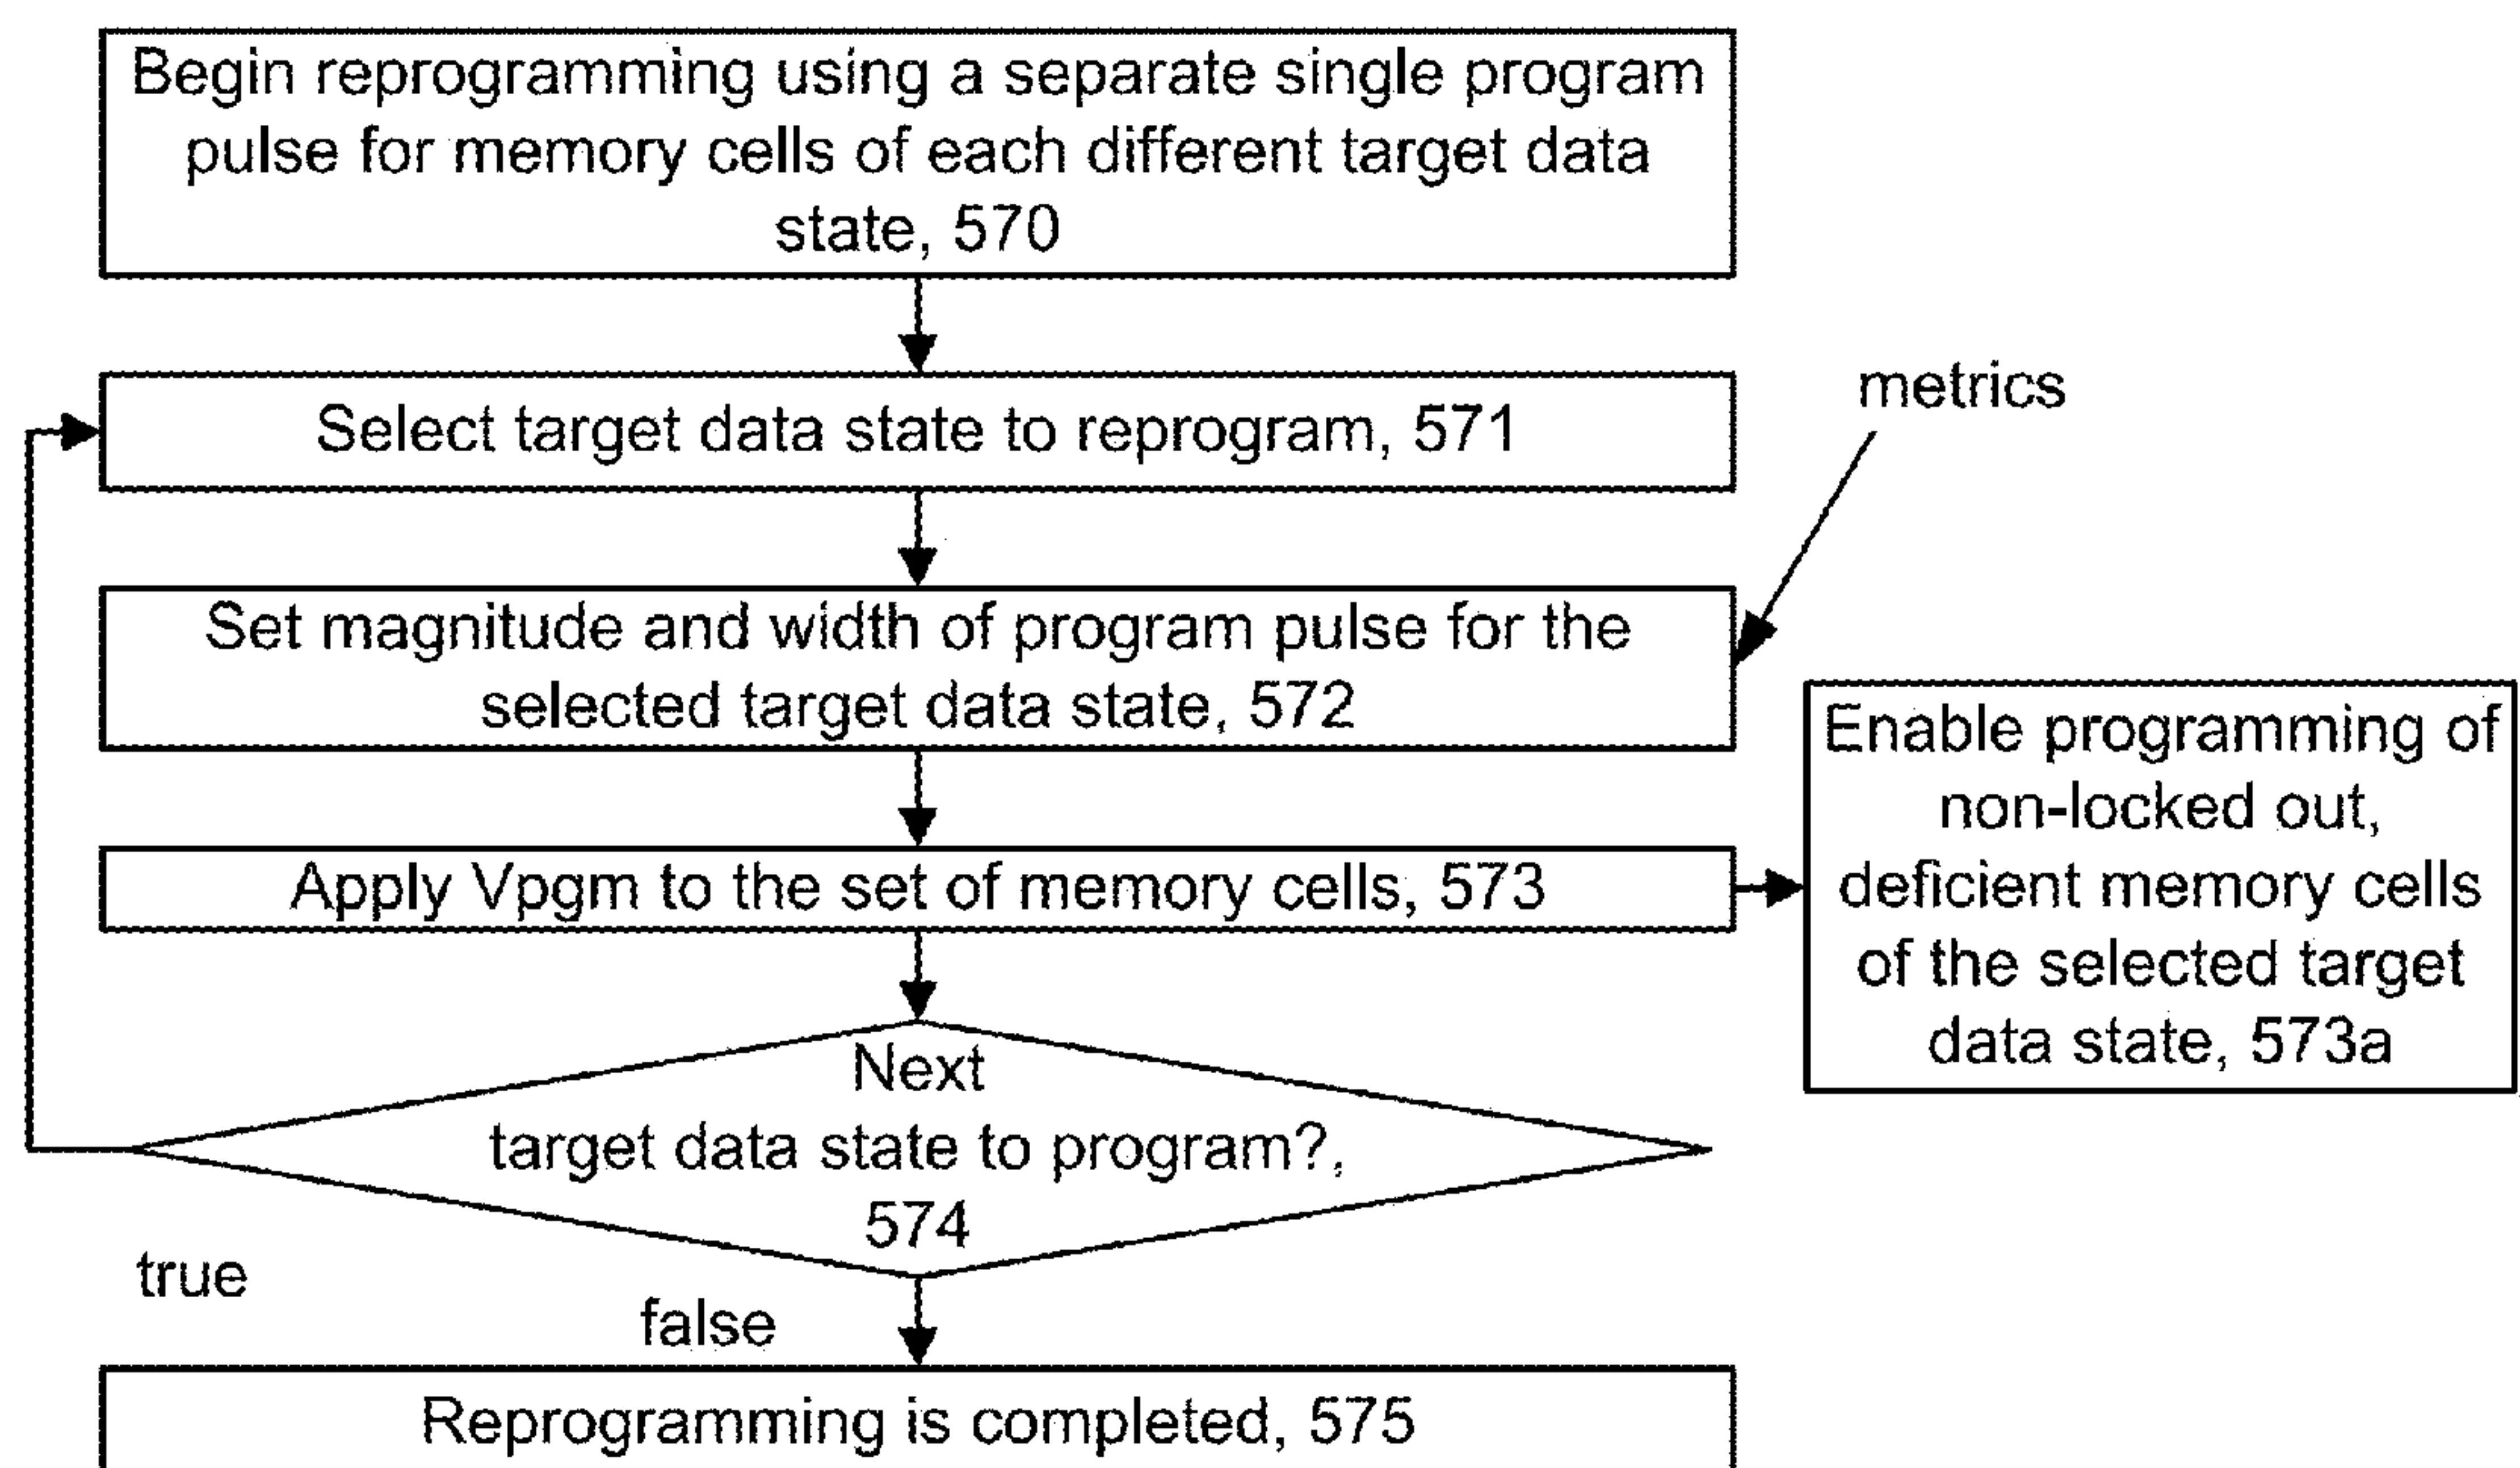 Begin reprogramming using a separate single program
pulse for memory cells of each different target data
state, 570
metrics
Select target data state to reprogram, 571
Set magnitude and width of program pulse for the
selected target data state, 572
Enable programming of
non-locked out,
deficient memory cells
of the selected target
data state, 573a
Apply Vpgm to the set of memory cells, 573
Next
target data state to program?,
574
true
false
Reprogramming is completed, 575